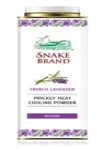 SNAKE
BRAND
FRENCH LAVENDER
PRICKLY HEAT
COOLING POWDER